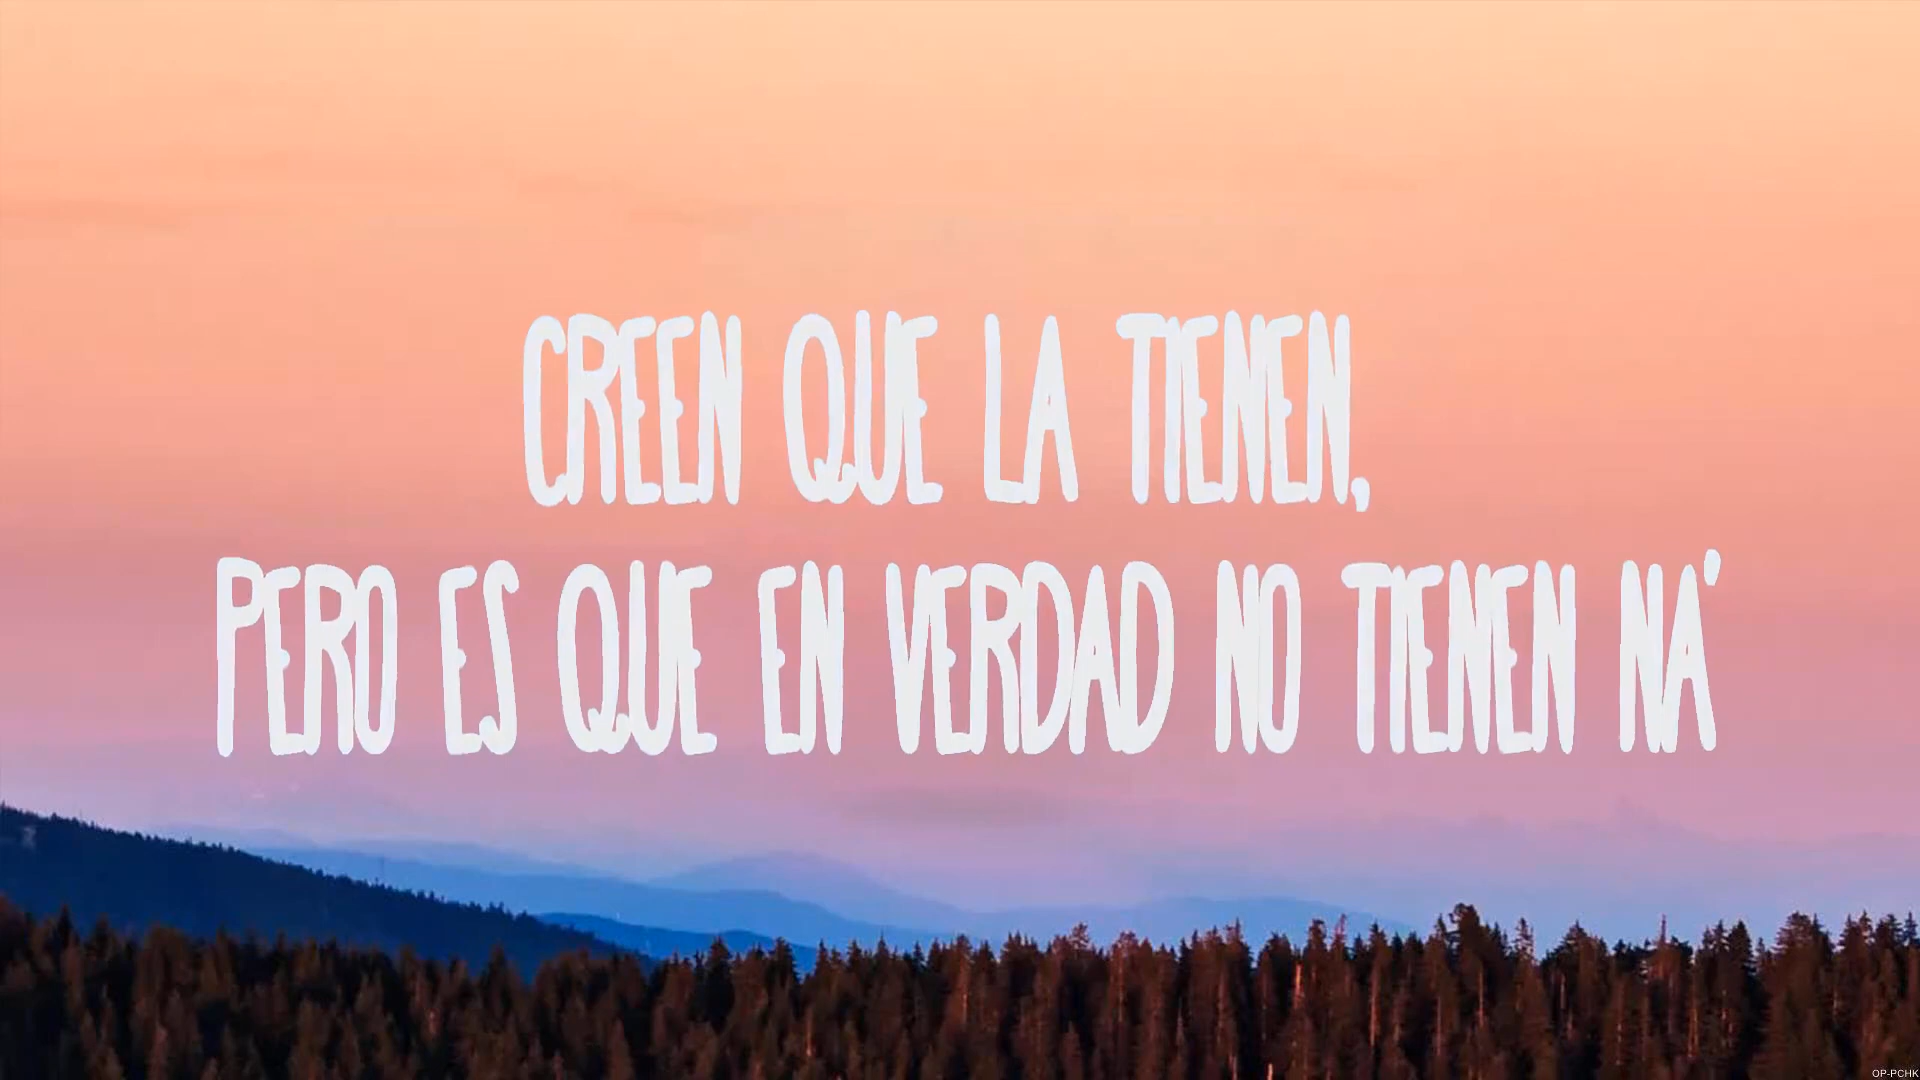 CREEN QUE LA TIENEN,
PERO ES QUE EN VERDAD NO TIENEN NA'
OP-PCHK